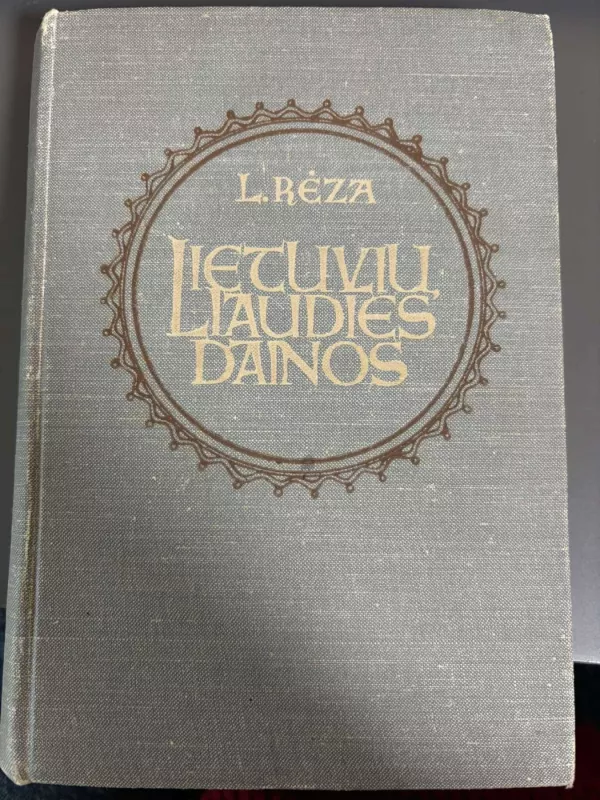 L. RĖZA
LIETUVIŲ
LIAUDIES
DAINOS